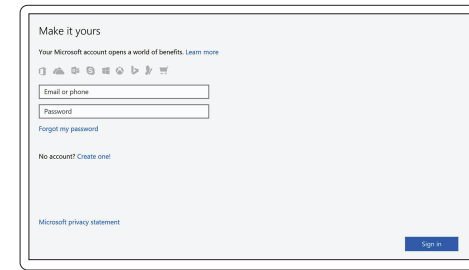 Make it yours
Your Microsoft account opens a world of benefits. Learn more
Email or phone
Password
Forgot my password
No account? Create one!
Microsoft privacy statement
Sign in